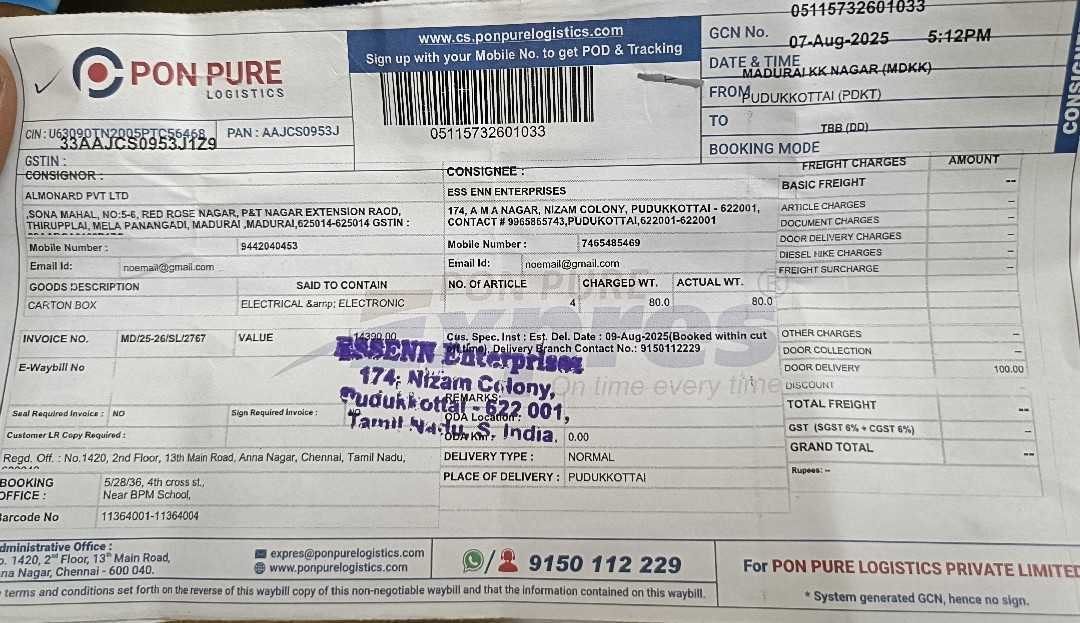 05115732601033
www.cs.ponpurelogistics.com
Sign up with your Mobile No. to get POD & Tracking
GCN No.
07-Aug-2025 5:12PM
DATE & TIME
MADURAI KK NAGAR (MDKK)
FROM
PUDUKKOTTAI (PDKT)
TO
TBB (DD)
BOOKING MODE
CONSIGN
PON PURE
LOGISTICS
05115732601033
CIN : U63090TN2005PTC56468
PAN : AAJCS0953J
33AAJCS0953J1Z9
GSTIN :
CONSIGNOR :
ALMONARD PVT LTD
,SONA MAHAL, NO:5-6, RED ROSE NAGAR, P&T NAGAR EXTENSION RAOD,
THIRUPPLAI, MELA PANANGADI, MADURAI ,MADURAI,625014-625014 GSTIN :
Mobile Number : 9442040453
Email Id: noemail@gmail.com
CONSIGNEE :
ESS ENN ENTERPRISES
174, A M A NAGAR, NIZAM COLONY, PUDUKKOTTAI - 622001,
CONTACT # 9965865743,PUDUKOTTAI,622001-622001
Mobile Number : 7465485469
Email Id: noemail@gmail.com
FREIGHT CHARGES AMOUNT
BASIC FREIGHT --
ARTICLE CHARGES --
DOCUMENT CHARGES --
DOOR DELIVERY CHARGES --
DIESEL HIKE CHARGES --
FREIGHT SURCHARGE --
GOODS DESCRIPTION SAID TO CONTAIN NO. Of ARTICLE CHARGED WT. ACTUAL WT.
CARTON BOX ELECTRICAL &amp; ELECTRONIC 4 80.0 80.0
PON PURE ®
Expres
On time every time
INVOICE NO. MD/25-26/SL/2767 VALUE 14390.00
Cus. Spec. Inst : Est. Del. Date : 09-Aug-2025(Booked within cut
off time), Delivery Branch Contact No.: 9150112229
E-Waybill No
ESSENN Enterprises
174, Nizam Colony,
Pudukkottai - 622 001,
Tamil Nadu, S. India.
REMARKS:
ODA Location :
ODA Km : 0.00
Seal Required Invoice : NO Sign Required Invoice : NO
Customer LR Copy Required :
DELIVERY TYPE : NORMAL
PLACE OF DELIVERY : PUDUKKOTTAI
OTHER CHARGES --
DOOR COLLECTION --
DOOR DELIVERY 100.00
DISCOUNT
TOTAL FREIGHT --
GST (SGST 6% + CGST 6%) --
GRAND TOTAL --
Rupees: --
Regd. Off. : No.1420, 2nd Floor, 13th Main Road, Anna Nagar, Chennai, Tamil Nadu,
BOOKING
OFFICE :
5/28/36, 4th cross st.,
Near BPM School,
Barcode No 11364001-11364004
dministrative Office :
o. 1420, 2nd Floor, 13th Main Road,
na Nagar, Chennai - 600 040.
expres@ponpurelogistics.com
www.ponpurelogistics.com
9150 112 229
For PON PURE LOGISTICS PRIVATE LIMITED
* System generated GCN, hence no sign.
terms and conditions set forth on the reverse of this waybill copy of this non-negotiable waybill and that the information contained on this waybill.